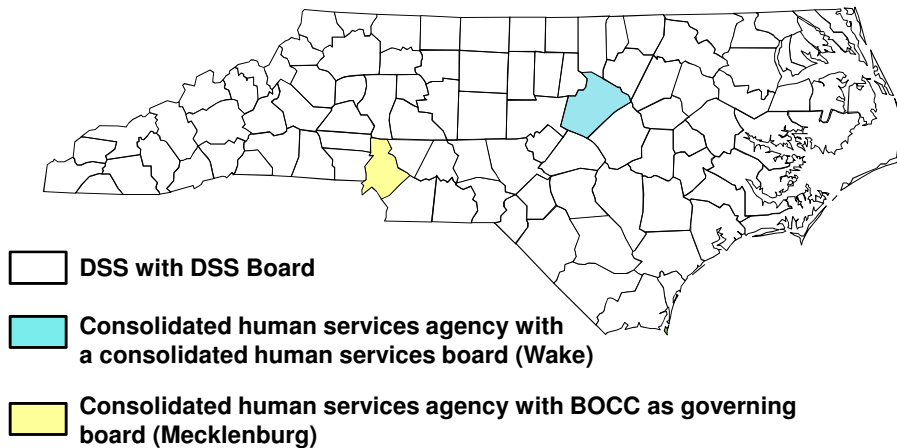 DSS with DSS Board
Consolidated human services agency with
a consolidated human services board (Wake)
Consolidated human services agency with BOCC as governing
board (Mecklenburg)